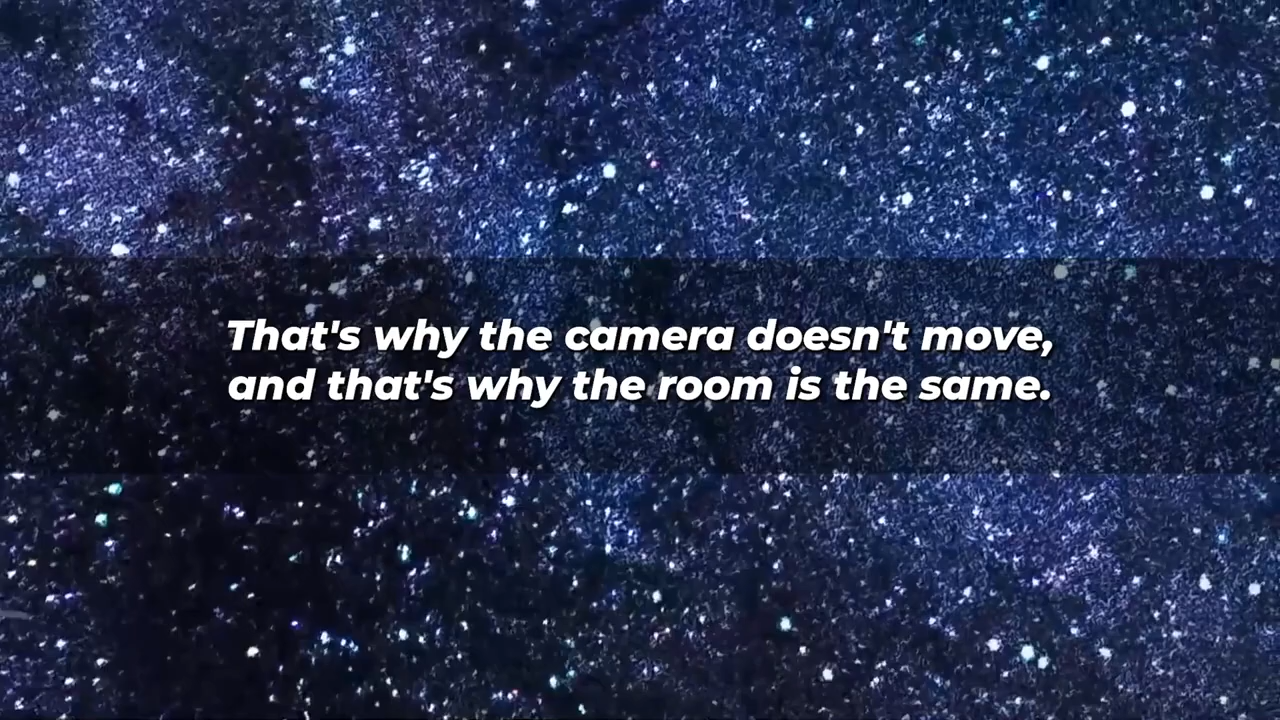 That's why the camera doesn't move,
and that's why the room is the same.